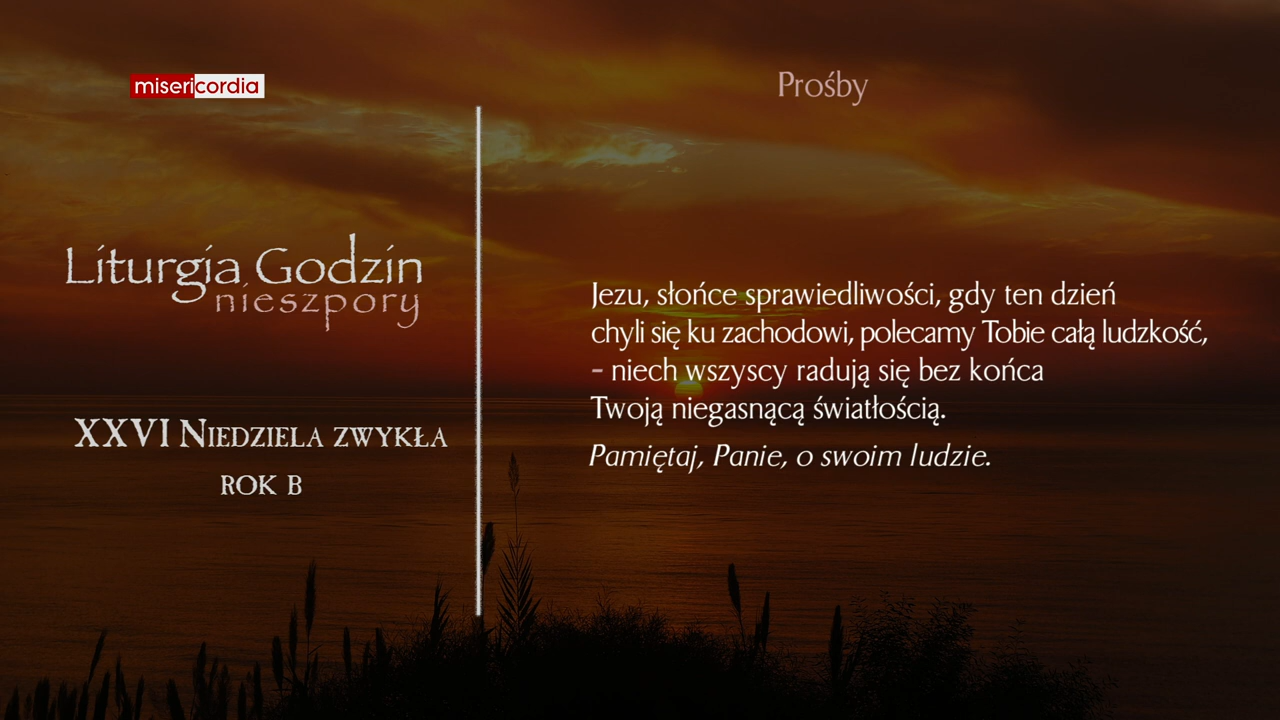 misericordia
Liturgia Godzin
nieszpory
XXVI Niedziela zwykła
rok B
Prośby
Jezu, słońce sprawiedliwości, gdy ten dzień
chyli się ku zachodowi, polecamy Tobie całą ludzkość,
- niech wszyscy radują się bez końca
Twoją niegasnącą światłością.
Pamiętaj, Panie, o swoim ludzie.